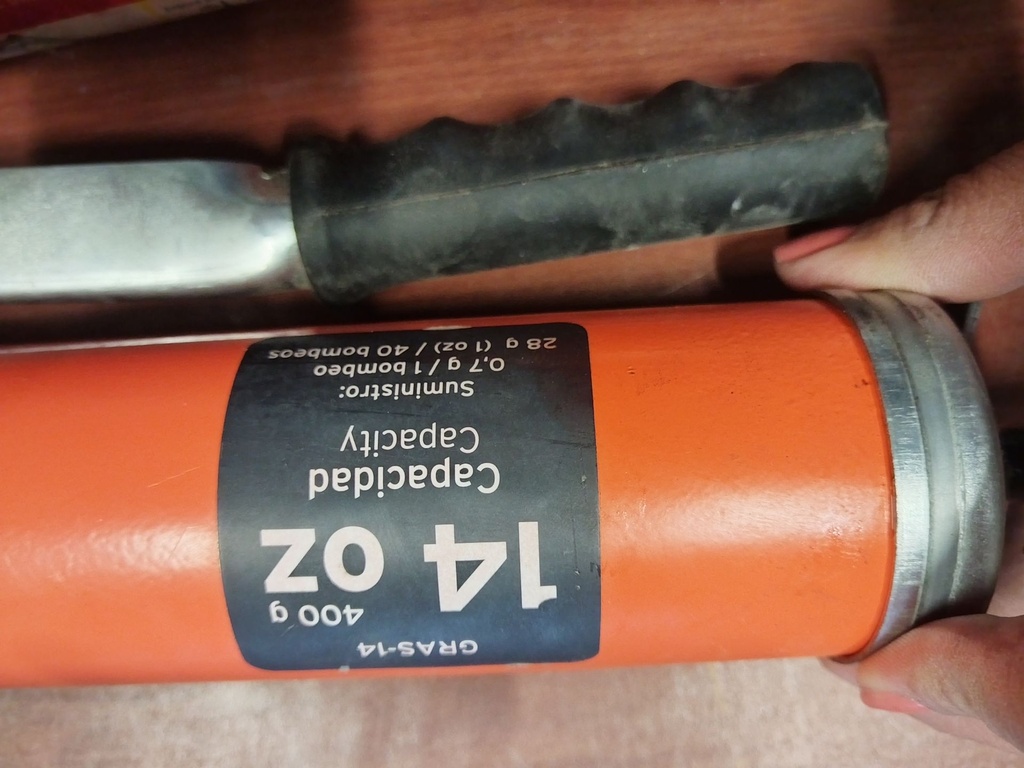 GRAS-14
400 g
14 oz
Capacidad
Capacity
Suministro:
0,7 g / 1 bombeo
28 g (1 oz) / 40 bombeos